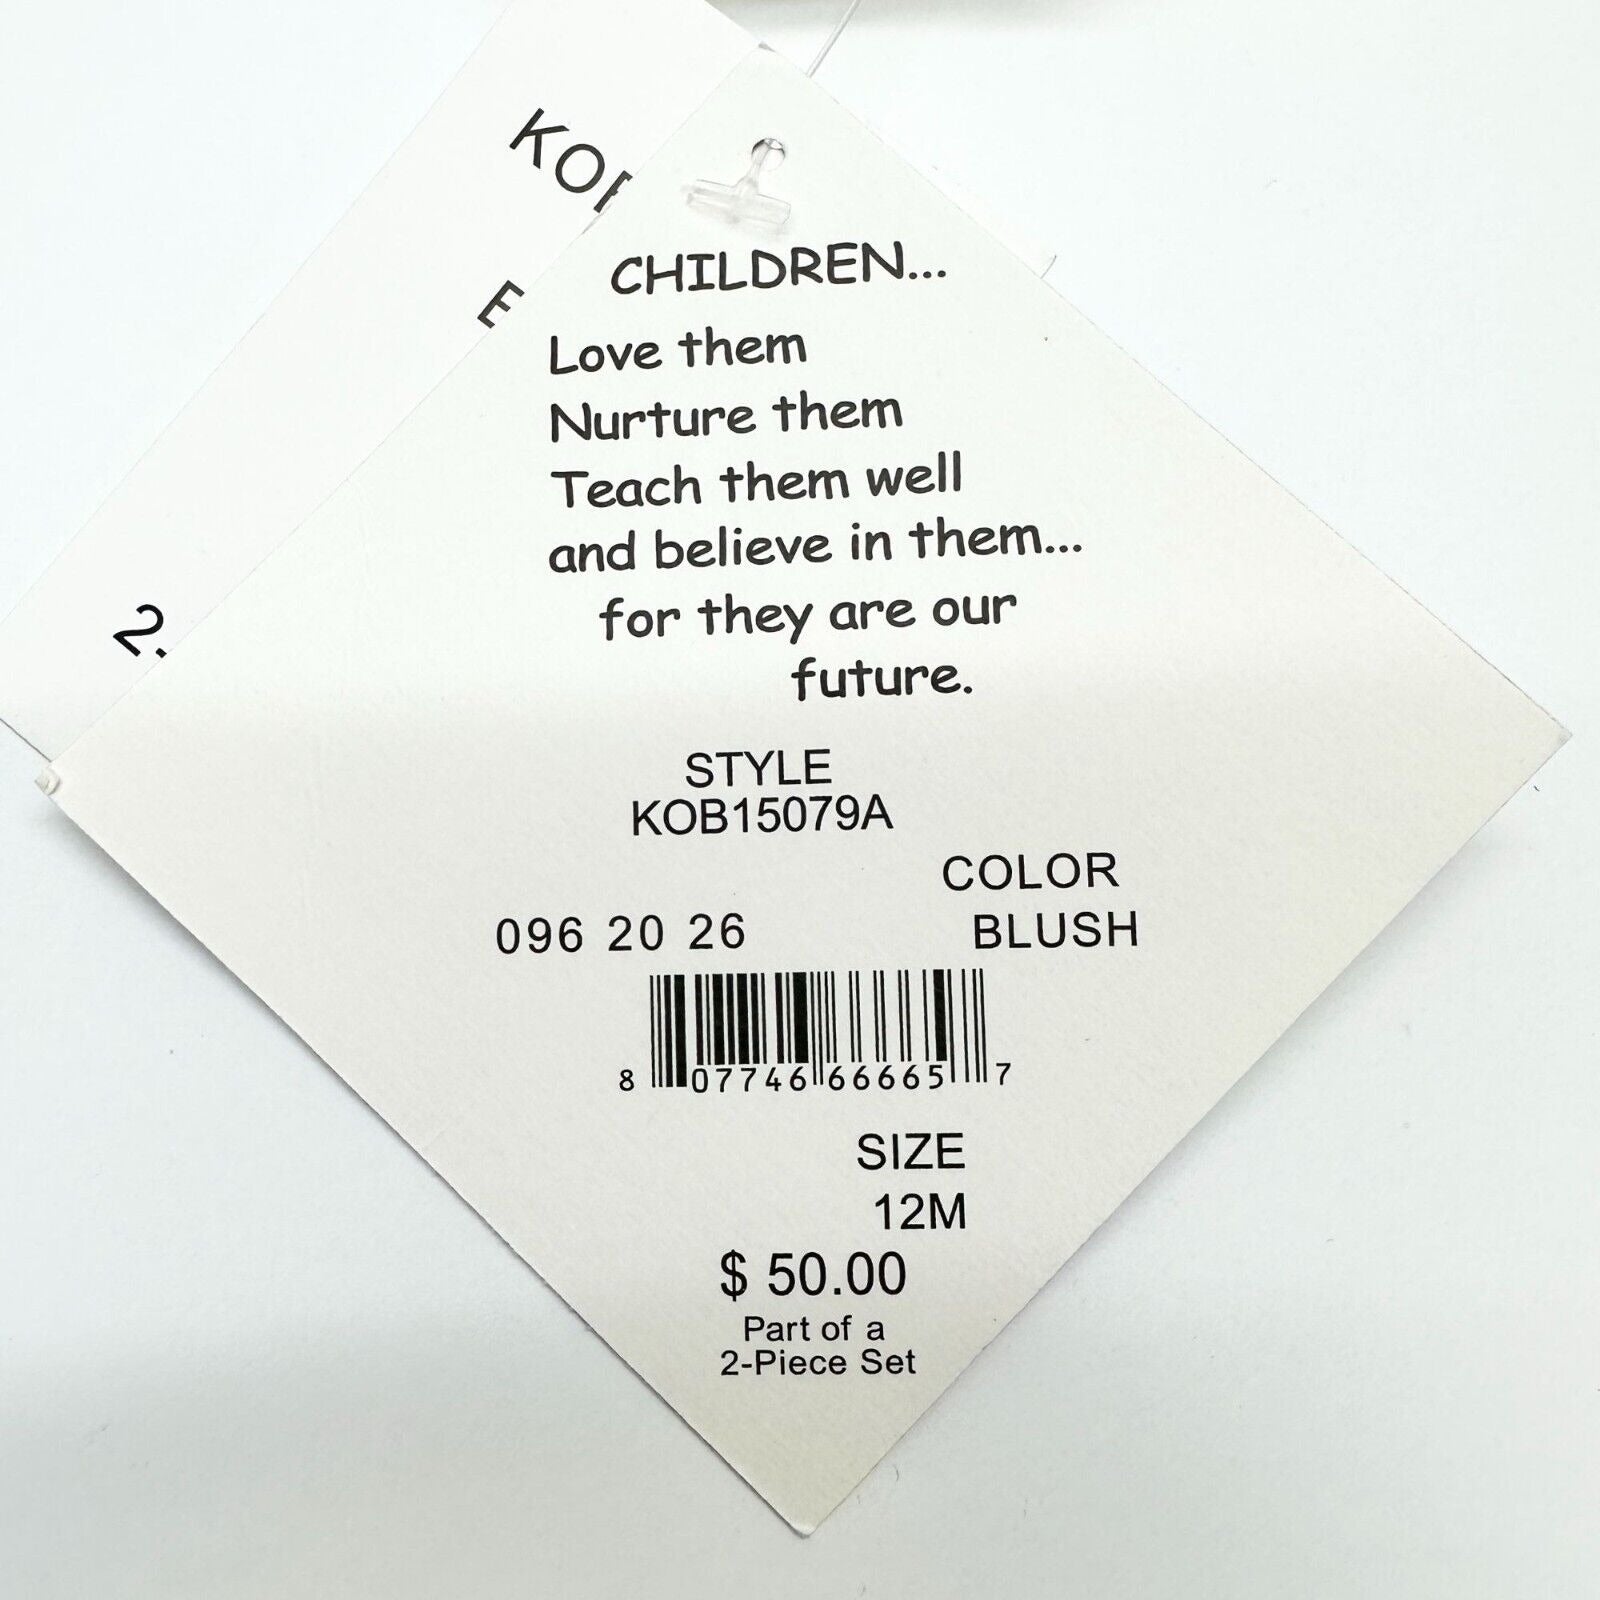 CHILDREN...
Love them
Nurture them
Teach them well
and believe in them...
for they are our
future.
STYLE
KOB15079A
COLOR
096 20 26 BLUSH
8 07746 66665 7
SIZE
12M
$ 50.00
Part of a
2-Piece Set
E
2.